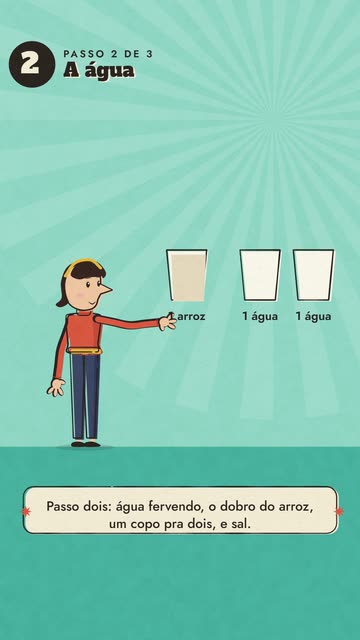 2
PASSO 2 DE 3
A água
arroz
1 água
1 água
Passo dois: água fervendo, o dobro do arroz,
um copo pra dois, e sal.